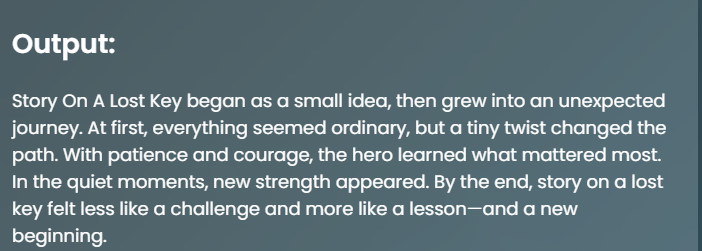 Output:
Story On A Lost Key began as a small idea, then grew into an unexpected
journey. At first, everything seemed ordinary, but a tiny twist changed the
path. With patience and courage, the hero learned what mattered most.
In the quiet moments, new strength appeared. By the end, story on a lost
key felt less like a challenge and more like a lesson—and a new
beginning.